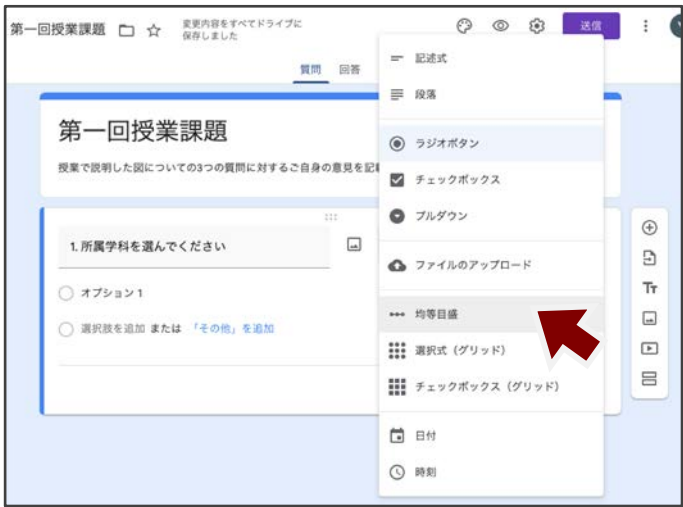 第一回授業課題
変更内容をすべてドライブに
保存しました
送信
質問 回答
第一回授業課題
授業で説明した図についての3つの質問に対するご自身の意見を記
1. 所属学科を選んでください
オプション 1
選択肢を追加 または 「その他」を追加
記述式
段落
ラジオボタン
チェックボックス
プルダウン
ファイルのアップロード
均等目盛
選択式（グリッド）
チェックボックス（グリッド）
日付
時刻
Tт